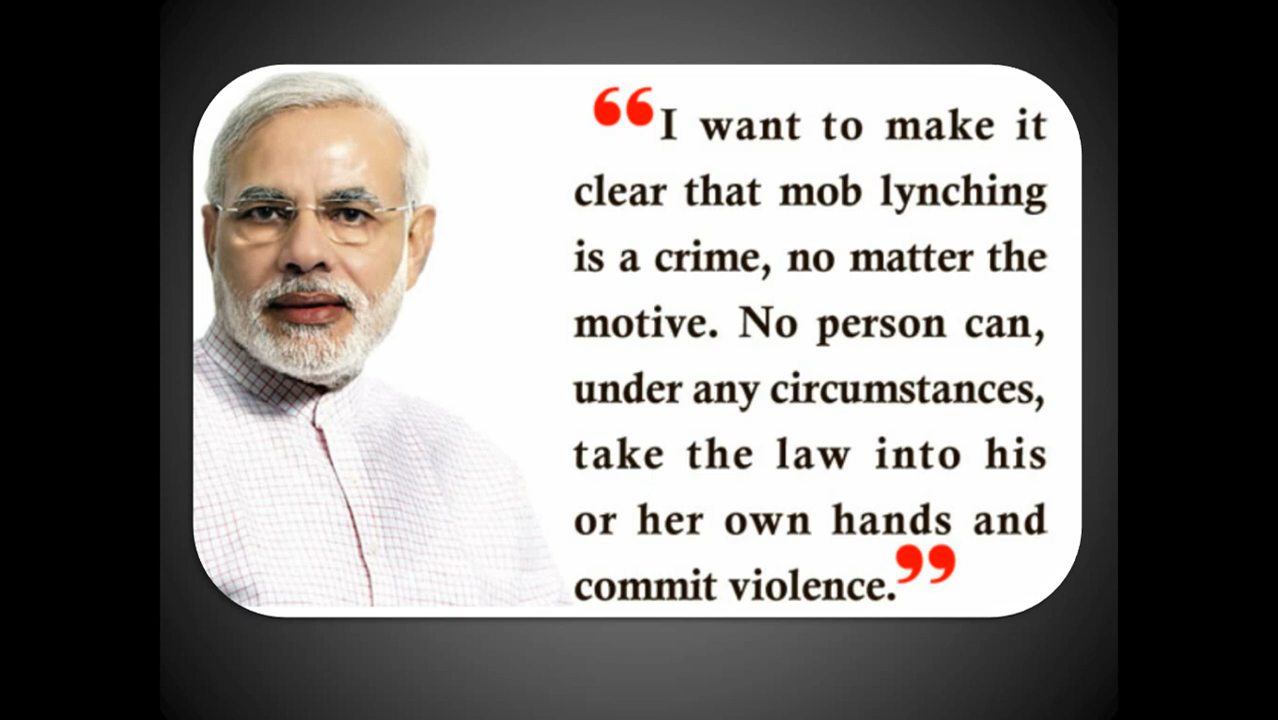 “I want to make it
clear that mob lynching
is a crime, no matter the
motive. No person can,
under any circumstances,
take the law into his
or her own hands and
commit violence.”